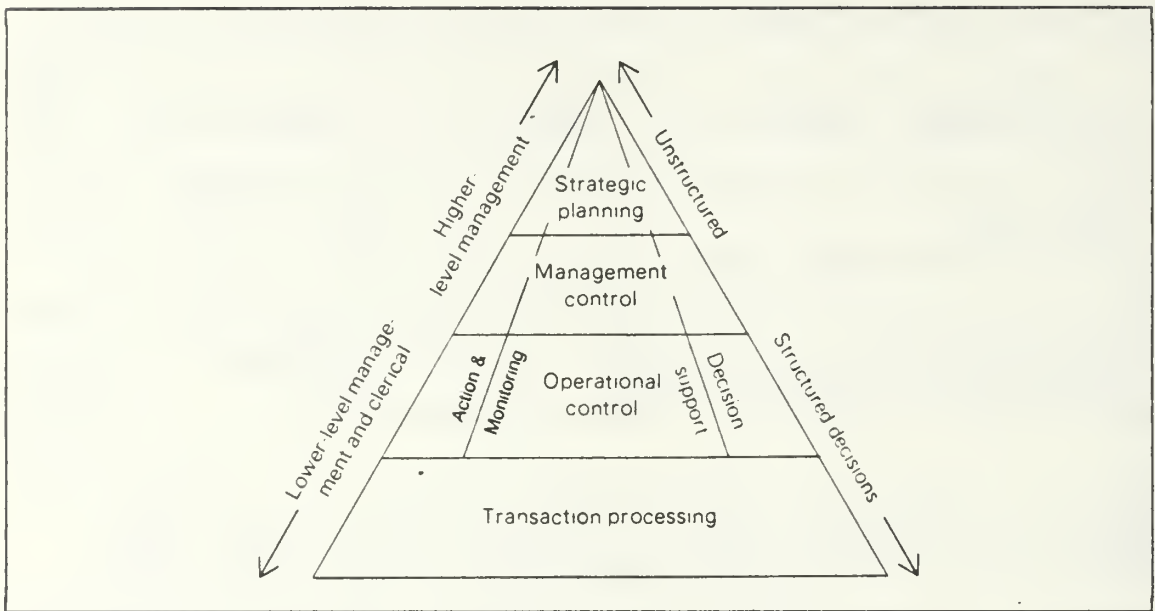 Higher-
level management
Unstructured
Strategic
planning
Management
control
Lower-level manage-
ment and clerical
Action &
Monitoring
Operational
control
Decision
support
Structured decisions
Transaction processing